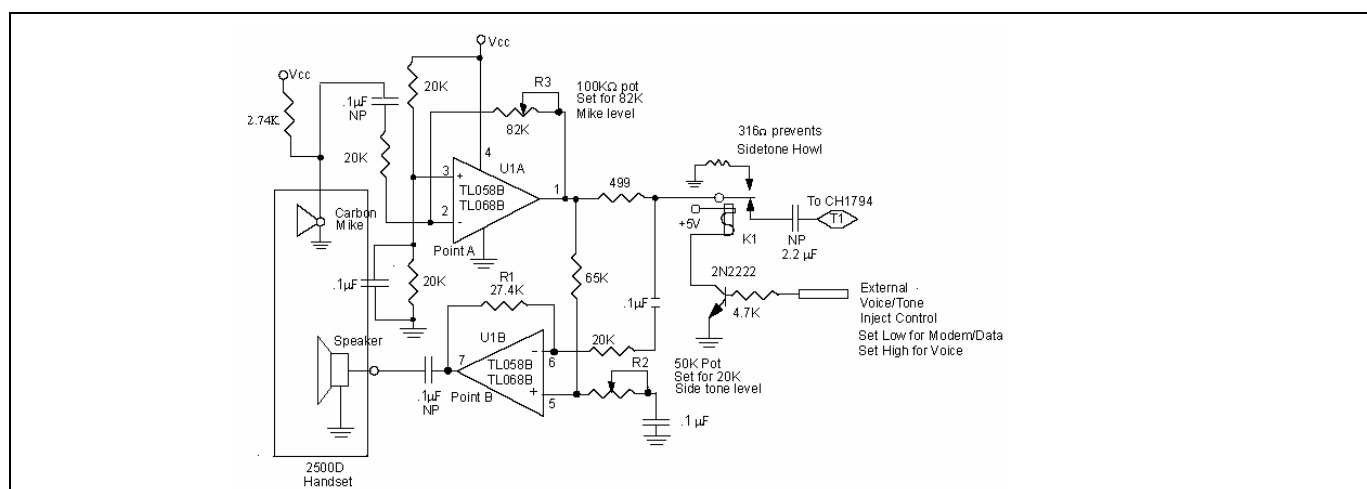 Vcc
Vcc
2.74K
.1µF
NP
20K
20K
R3
82K
100KΩ pot
Set for 82K
Mike level
4
U1A
3
+
TL058B
TL068B
2
-
1
Point A
499
316Ω prevents
Sidetone Howl
+5V
K1
To CH1794
T1
NP
2.2 µF
Carbon
Mike
.1µF
20K
R1
27.4K
65K
.1µF
2N2222
4.7K
External
Voice/Tone
Inject Control
Set Low for Modem/Data
Set High for Voice
Speaker
U1B
7
TL058B
TL068B
-
6
+
5
Point B
20K
50K Pot
Set for 20K
Side tone level
R2
.1µF
NP
.1 µF
2500D
Handset